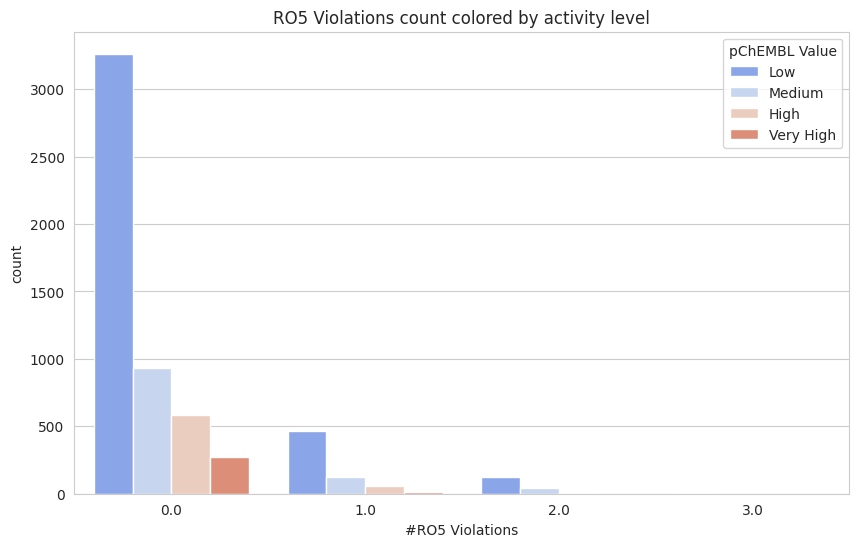 RO5 Violations count colored by activity level
pChEMBL Value
Low
Medium
High
Very High
3000
2500
2000
1500
1000
500
0
count
0.0
1.0
2.0
3.0
#RO5 Violations